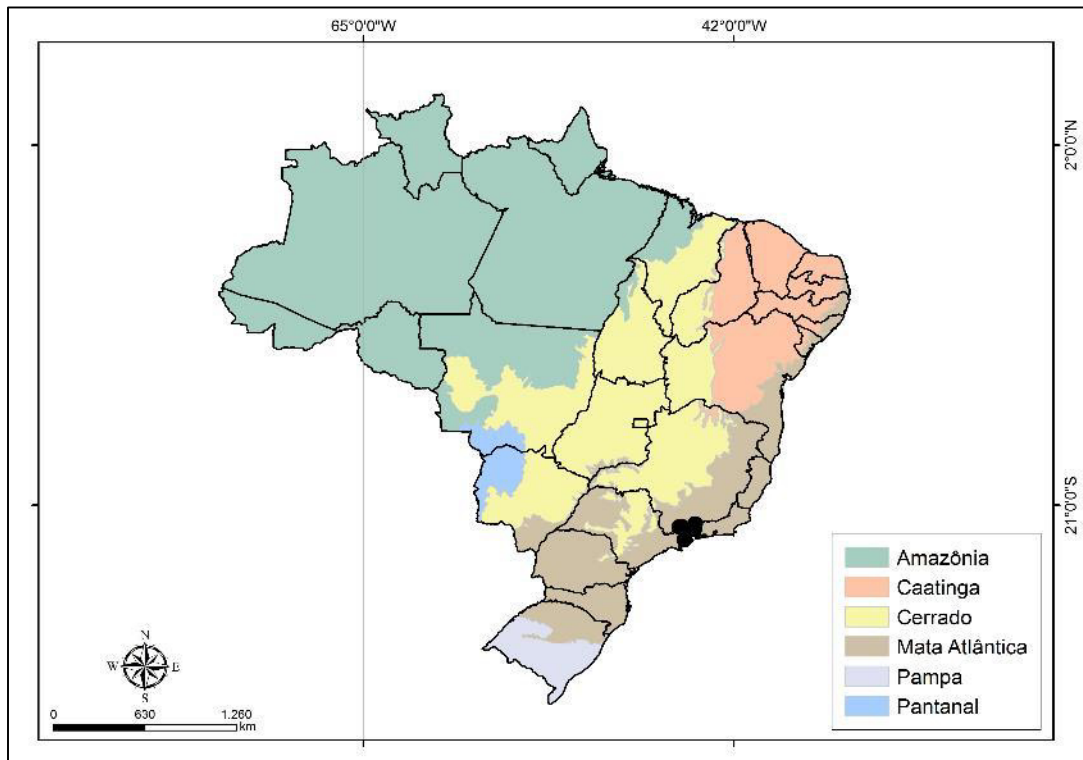 65°0'0"W
42°0'0"W
2°0'0"N
21°0'0"S
Amazônia
Caatinga
Cerrado
Mata Atlântica
Pampa
Pantanal
N
W E
S
0 630 1.260
km